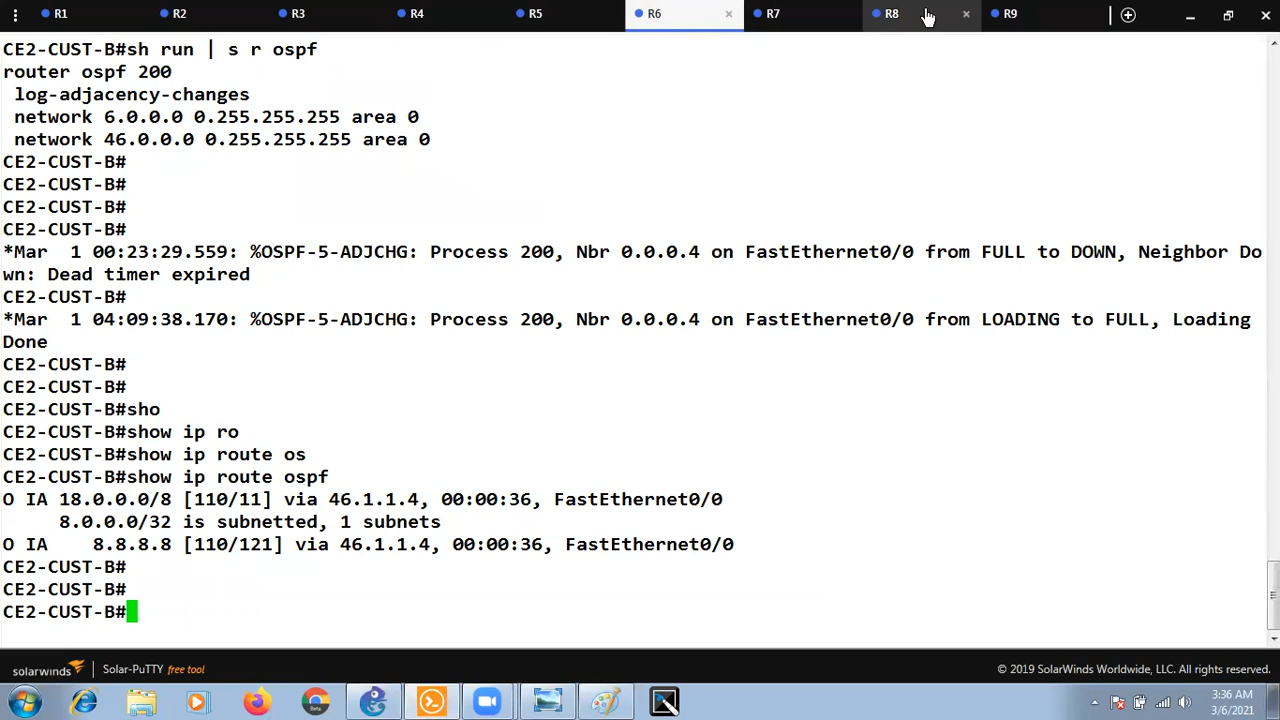 R1 R2 R3 R4 R5 R6 × R7 R8 × R9
CE2-CUST-B#sh run | s r ospf
router ospf 200
 log-adjacency-changes
 network 6.0.0.0 0.255.255.255 area 0
 network 46.0.0.0 0.255.255.255 area 0
CE2-CUST-B#
CE2-CUST-B#
CE2-CUST-B#
CE2-CUST-B#
*Mar  1 00:23:29.559: %OSPF-5-ADJCHG: Process 200, Nbr 0.0.0.4 on FastEthernet0/0 from FULL to DOWN, Neighbor Do
wn: Dead timer expired
CE2-CUST-B#
*Mar  1 04:09:38.170: %OSPF-5-ADJCHG: Process 200, Nbr 0.0.0.4 on FastEthernet0/0 from LOADING to FULL, Loading
Done
CE2-CUST-B#
CE2-CUST-B#
CE2-CUST-B#sho
CE2-CUST-B#show ip ro
CE2-CUST-B#show ip route os
CE2-CUST-B#show ip route ospf
O IA 18.0.0.0/8 [110/11] via 46.1.1.4, 00:00:36, FastEthernet0/0
     8.0.0.0/32 is subnetted, 1 subnets
O IA    8.8.8.8 [110/121] via 46.1.1.4, 00:00:36, FastEthernet0/0
CE2-CUST-B#
CE2-CUST-B#
CE2-CUST-B#
solarwinds | Solar-PuTTY free tool © 2019 SolarWinds Worldwide, LLC. All rights reserved.
3:36 AM
3/6/2021